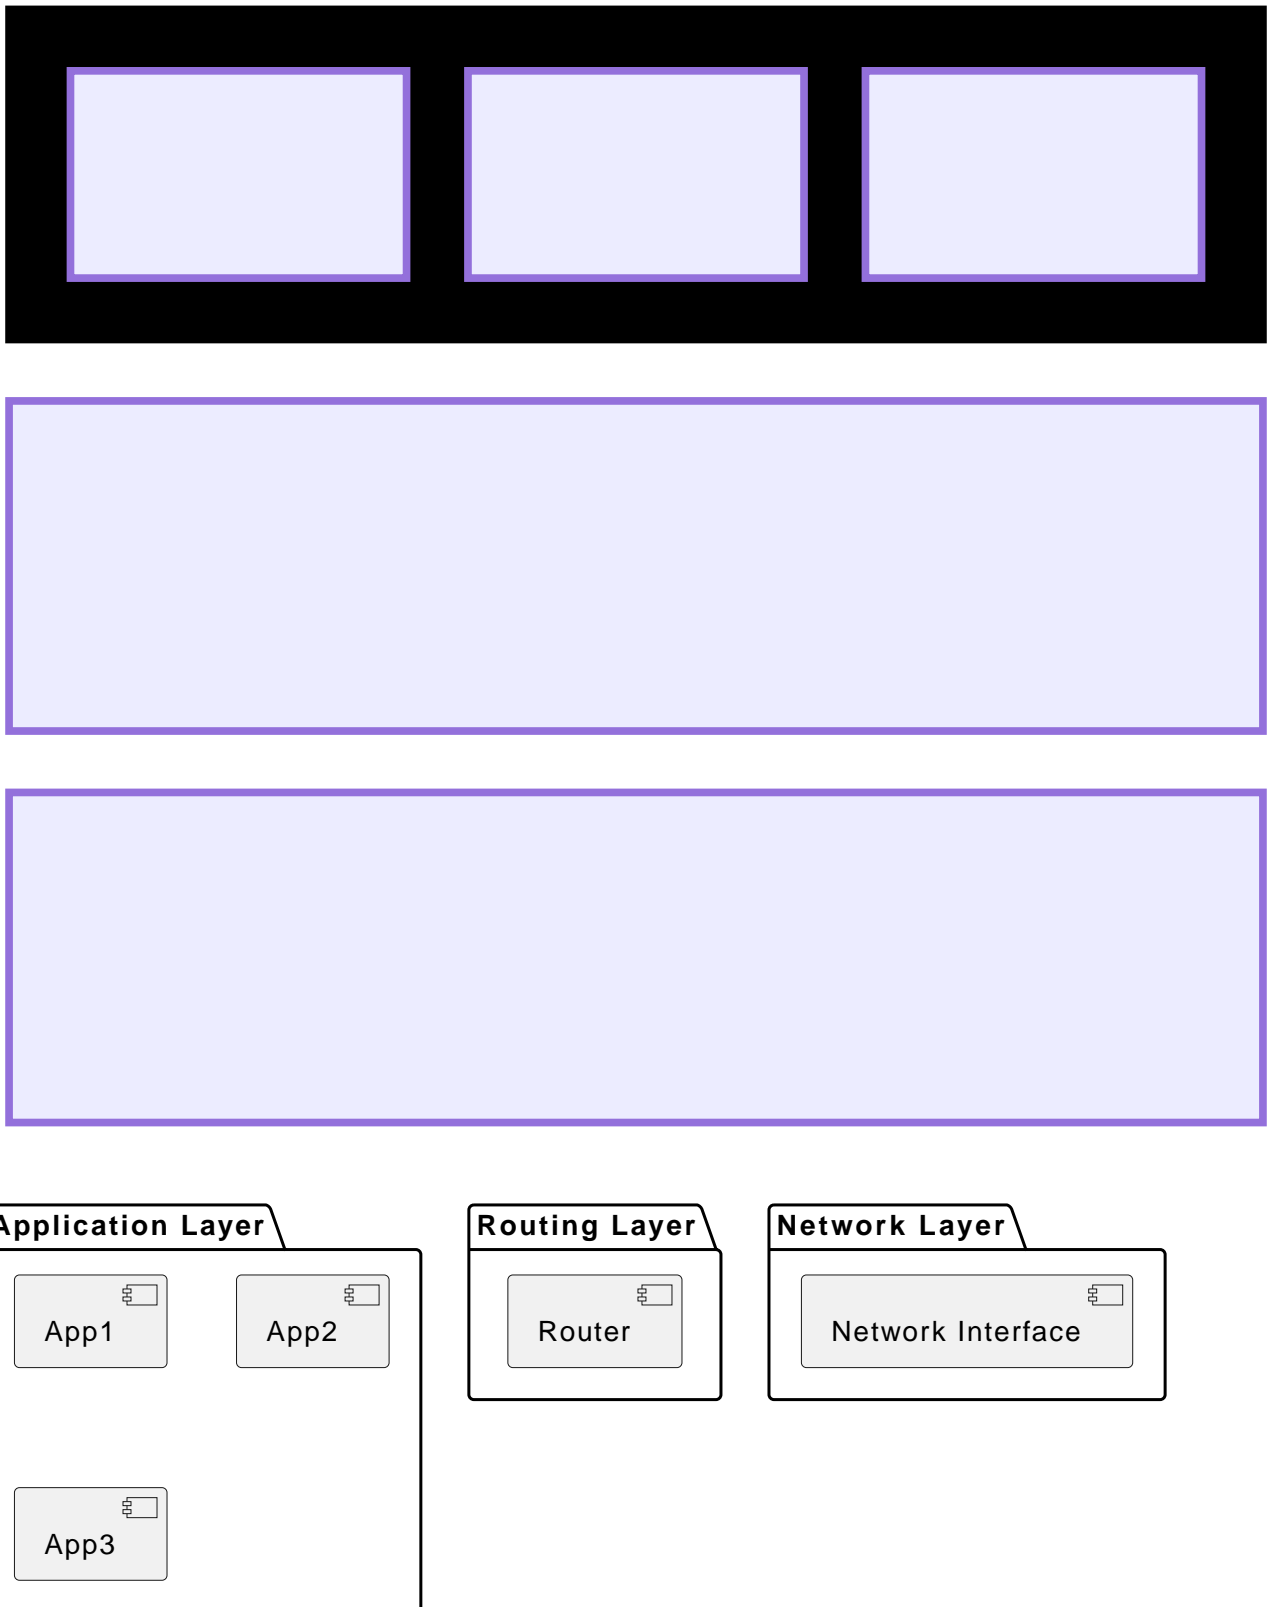 Application Layer
Routing Layer
Network Layer
App1
App2
Router
Network Interface
App3